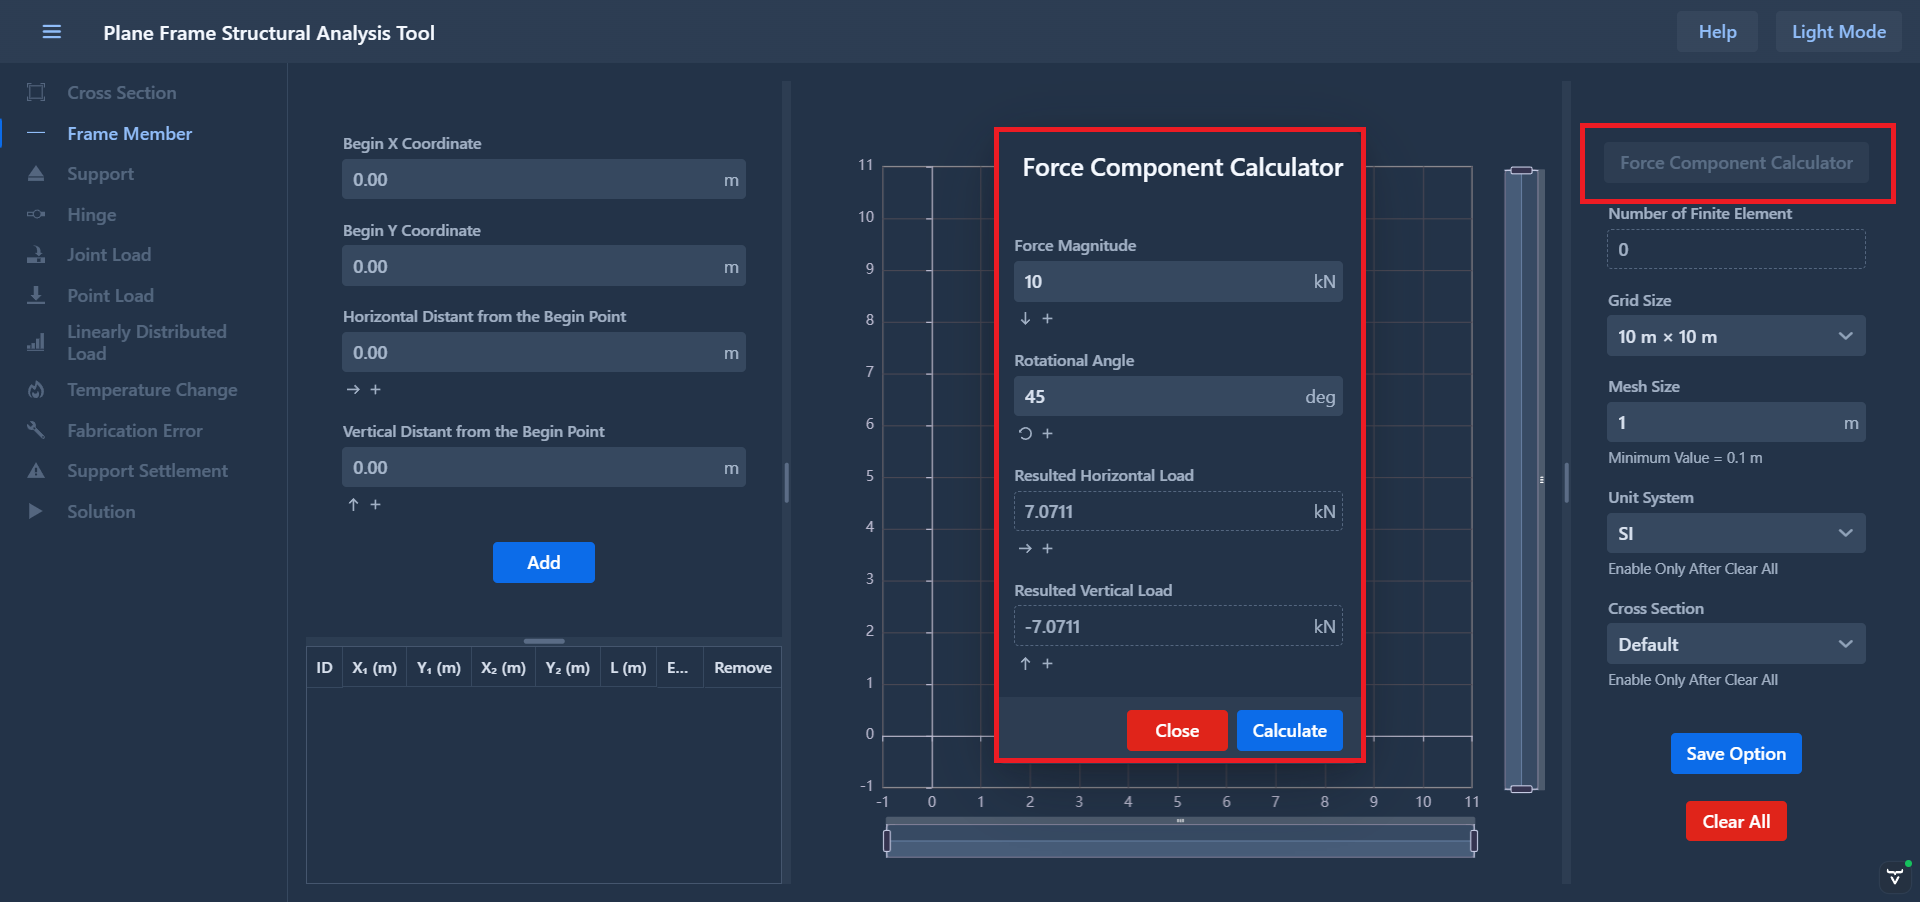 Plane Frame Structural Analysis Tool
Help
Light Mode
Cross Section
Frame Member
Support
Hinge
Joint Load
Point Load
Linearly Distributed
Load
Temperature Change
Fabrication Error
Support Settlement
Solution
Begin X Coordinate
0.00 m
Begin Y Coordinate
0.00 m
Horizontal Distant from the Begin Point
0.00 m
→ +
Vertical Distant from the Begin Point
0.00 m
↑ +
Add
ID X₁ (m) Y₁ (m) X₂ (m) Y₂ (m) L (m) E... Remove
11
10
9
8
7
6
5
4
3
2
1
0
-1
-1 0 1 2 3 4 5 6 7 8 9 10 11
Force Component Calculator
Force Magnitude
10 kN
↓ +
Rotational Angle
45 deg
+
Resulted Horizontal Load
7.0711 kN
→ +
Resulted Vertical Load
-7.0711 kN
↑ +
Close
Calculate
Force Component Calculator
Number of Finite Element
0
Grid Size
10 m × 10 m
Mesh Size
1 m
Minimum Value = 0.1 m
Unit System
SI
Enable Only After Clear All
Cross Section
Default
Enable Only After Clear All
Save Option
Clear All